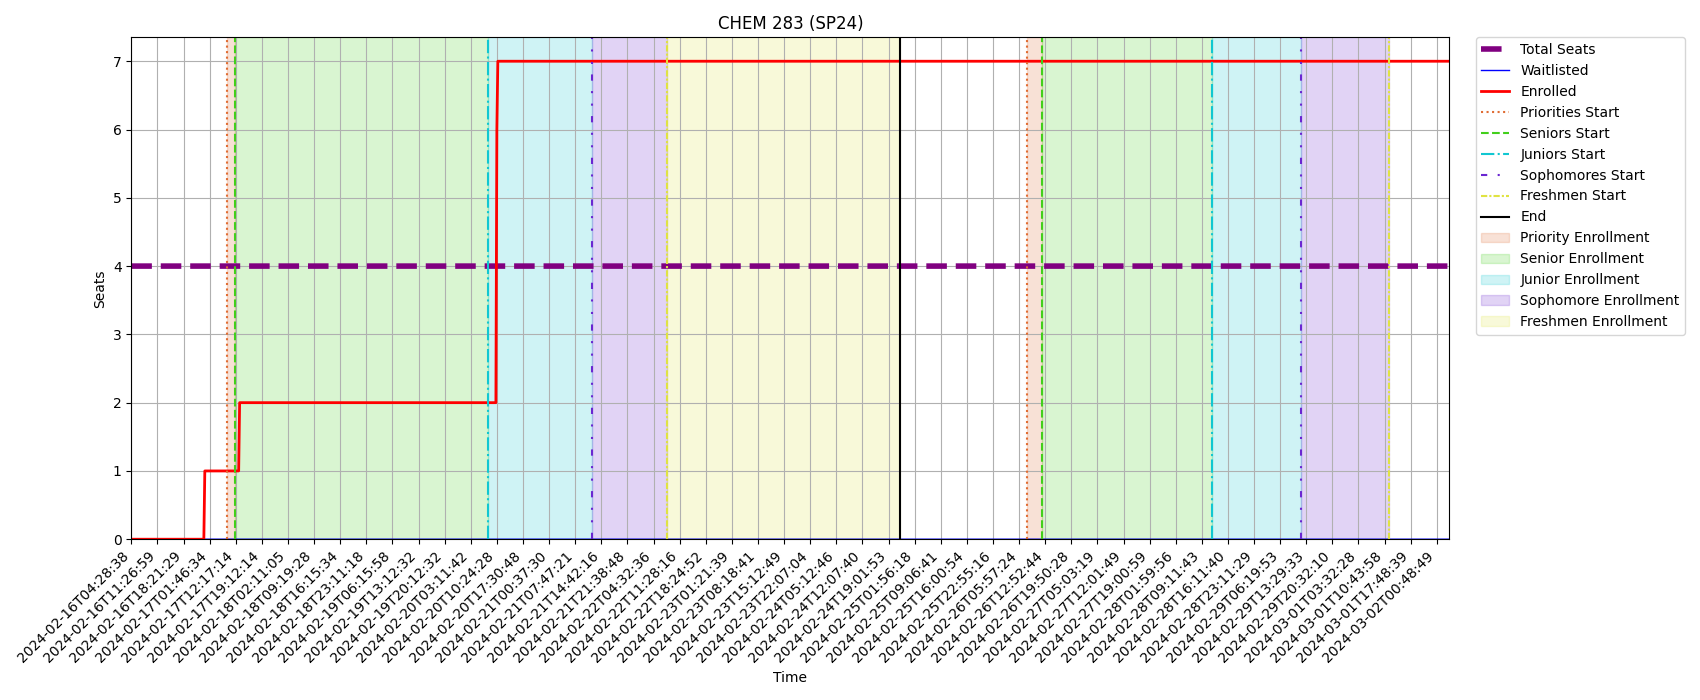 CHEM 283 (SP24)
7
6
5
4
3
2
1
0
Seats
2024-02-16T04:28:38
2024-02-16T11:26:59
2024-02-16T18:21:29
2024-02-17T01:46:34
2024-02-17T12:17:14
2024-02-17T19:12:14
2024-02-18T02:11:05
2024-02-18T09:19:28
2024-02-18T16:15:34
2024-02-18T23:11:18
2024-02-19T06:15:58
2024-02-19T13:12:32
2024-02-19T20:12:32
2024-02-20T03:11:42
2024-02-20T10:24:28
2024-02-20T17:30:48
2024-02-21T00:37:30
2024-02-21T07:47:21
2024-02-21T14:42:16
2024-02-21T21:38:48
2024-02-22T04:32:36
2024-02-22T11:28:16
2024-02-22T18:24:52
2024-02-23T01:21:39
2024-02-23T08:18:41
2024-02-23T15:12:49
2024-02-23T22:07:04
2024-02-24T05:12:46
2024-02-24T12:07:40
2024-02-24T19:01:53
2024-02-25T01:56:18
2024-02-25T09:06:41
2024-02-25T16:00:54
2024-02-25T22:55:16
2024-02-26T05:57:24
2024-02-26T12:52:44
2024-02-26T19:50:28
2024-02-27T05:03:19
2024-02-27T12:01:49
2024-02-27T19:00:59
2024-02-28T01:59:56
2024-02-28T09:11:43
2024-02-28T16:11:40
2024-02-28T23:11:29
2024-02-29T06:19:53
2024-02-29T13:29:33
2024-02-29T20:32:10
2024-03-01T03:32:28
2024-03-01T10:43:58
2024-03-01T17:48:39
2024-03-02T00:48:49
Time
Total Seats
Waitlisted
Enrolled
Priorities Start
Seniors Start
Juniors Start
Sophomores Start
Freshmen Start
End
Priority Enrollment
Senior Enrollment
Junior Enrollment
Sophomore Enrollment
Freshmen Enrollment